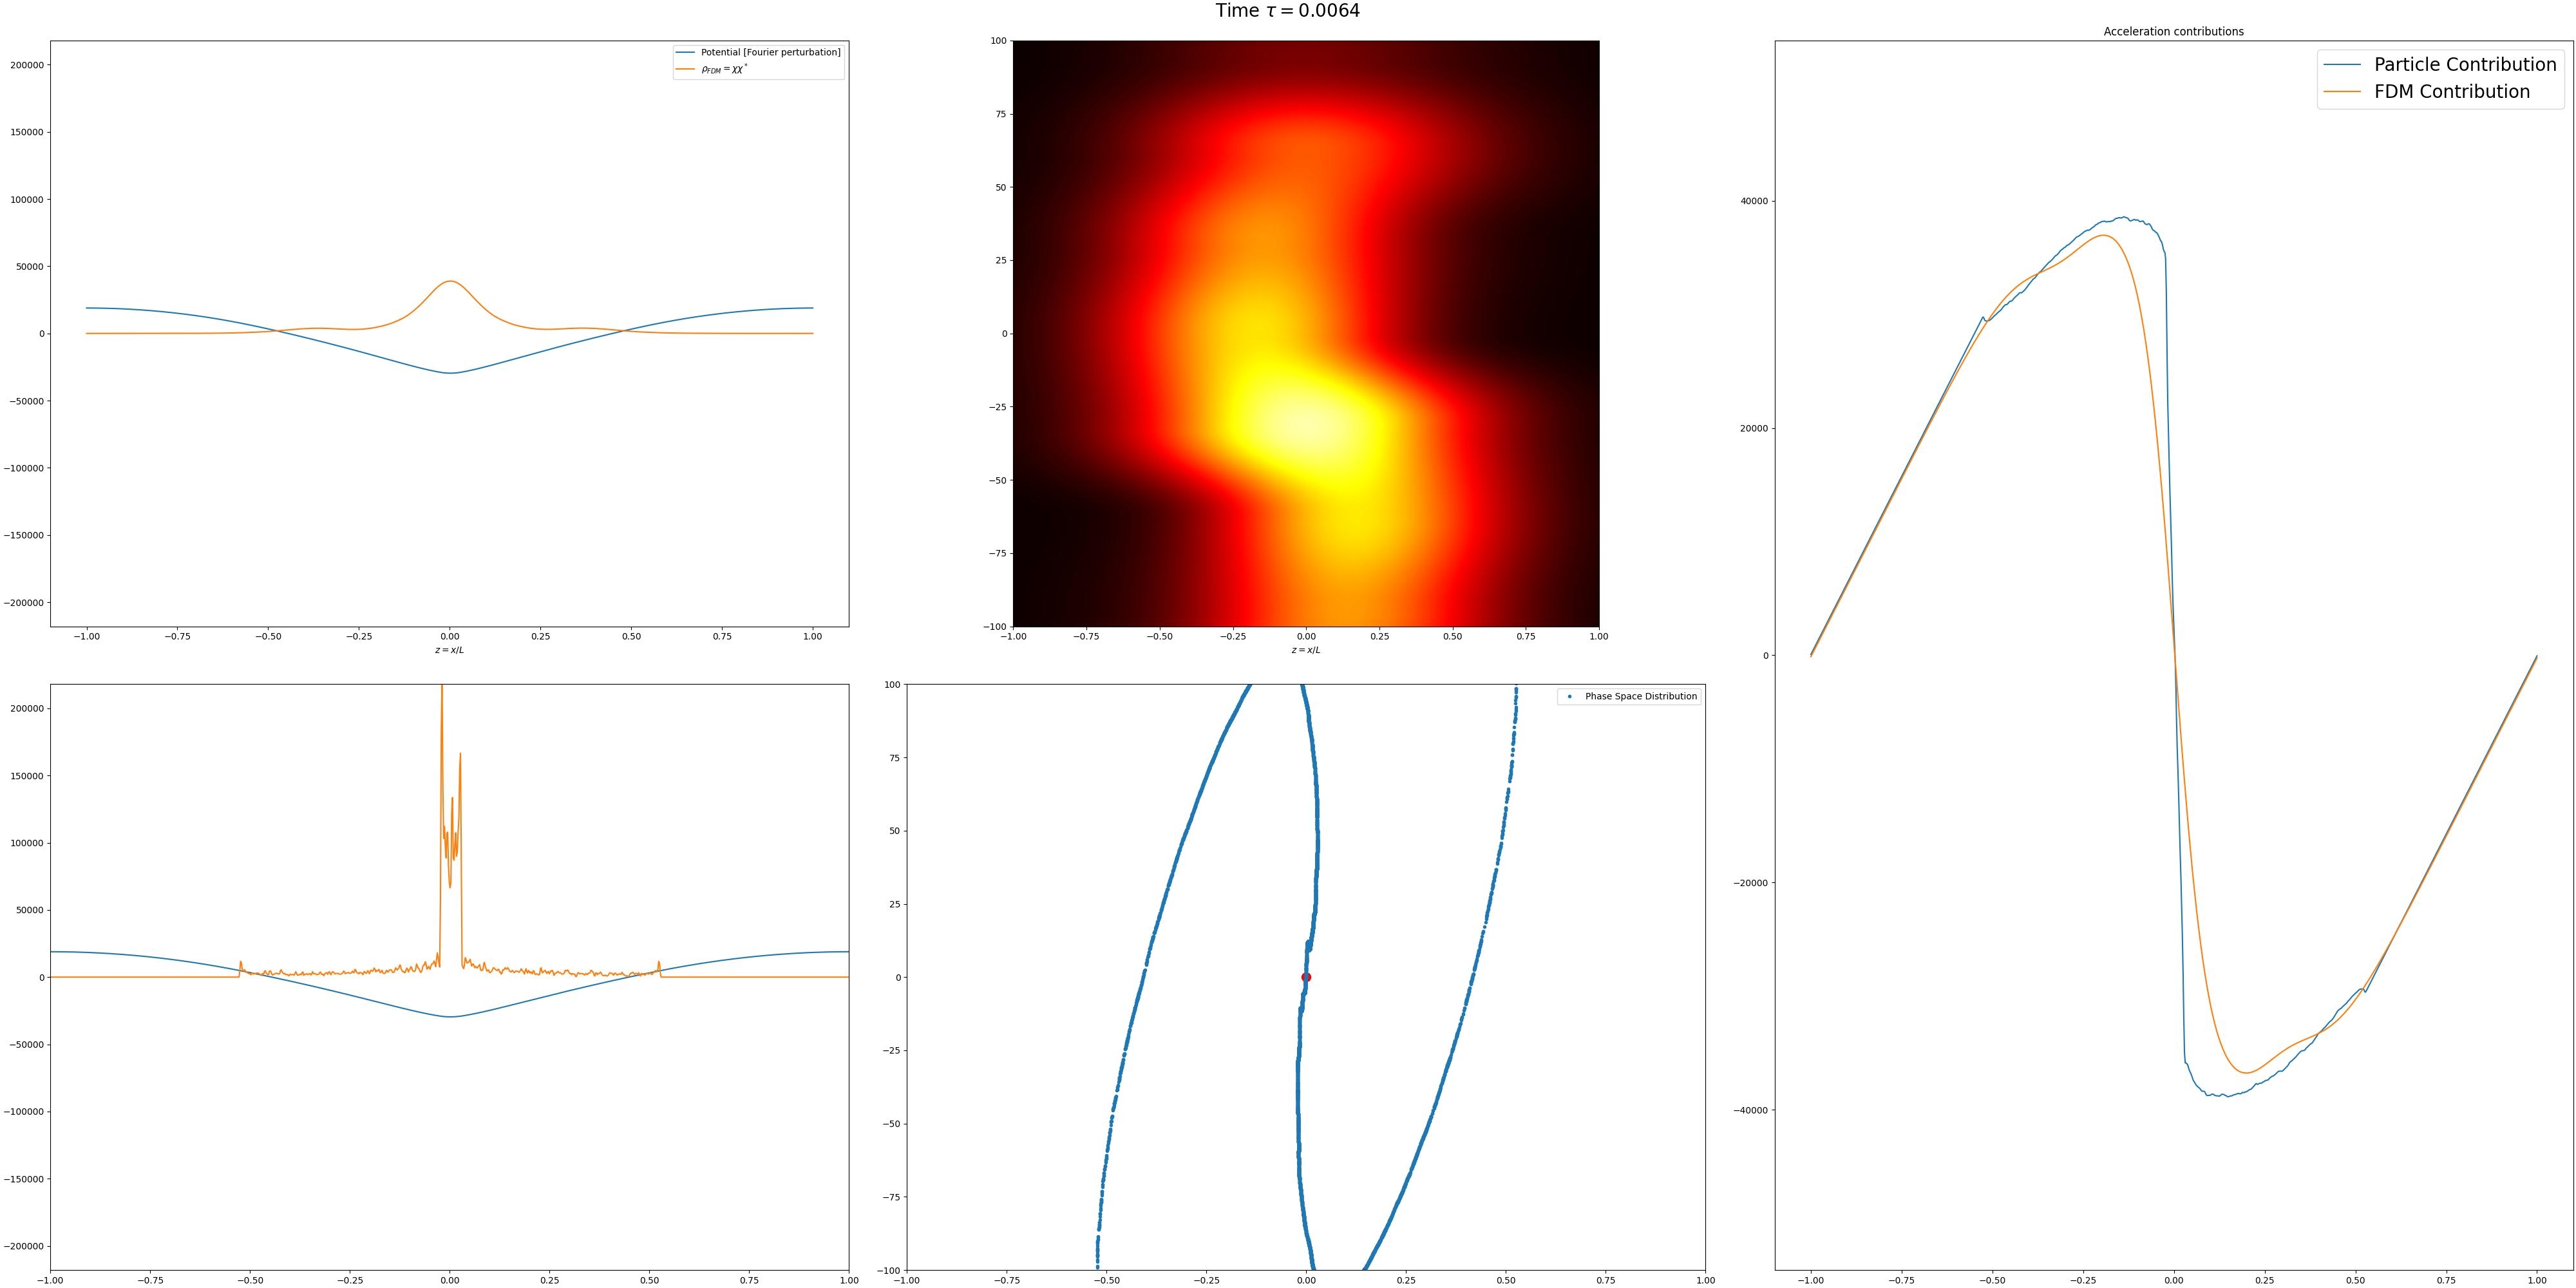 Time τ = 0.0064
Potential [Fourier perturbation]
ρFDM = χχ*
200000
150000
100000
50000
0
−50000
−100000
−150000
−200000
−1.00 −0.75 −0.50 −0.25 0.00 0.25 0.50 0.75 1.00
z = x/L
100
75
50
25
0
−25
−50
−75
−100
−1.00 −0.75 −0.50 −0.25 0.00 0.25 0.50 0.75 1.00
z = x/L
Acceleration contributions
Particle Contribution
FDM Contribution
40000
20000
0
−20000
−40000
−1.00 −0.75 −0.50 −0.25 0.00 0.25 0.50 0.75 1.00
200000
150000
100000
50000
0
−50000
−100000
−150000
−200000
−1.00 −0.75 −0.50 −0.25 0.00 0.25 0.50 0.75 1.00
Phase Space Distribution
100
75
50
25
0
−25
−50
−75
−100
−1.00 −0.75 −0.50 −0.25 0.00 0.25 0.50 0.75 1.00